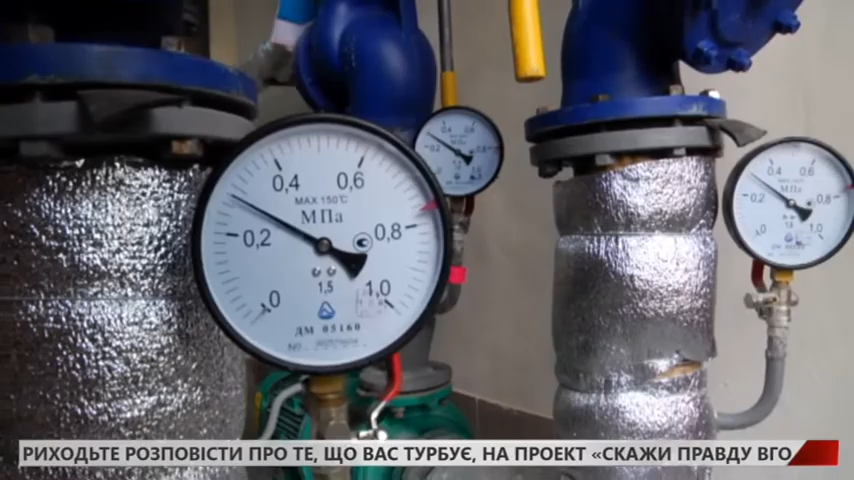 0,4 0,6
MAX 150°C
МПа
0,2 0,8
0 1,0
1,5
ДМ 05160
0,4 0,6
МПа
0,2 0,8
0,4 0,6
МПа
0,2 0,8
0 1,0
РИХОДЬТЕ РОЗПОВІСТИ ПРО ТЕ, ЩО ВАС ТУРБУЄ, НА ПРОЕКТ «СКАЖИ ПРАВДУ ВГО